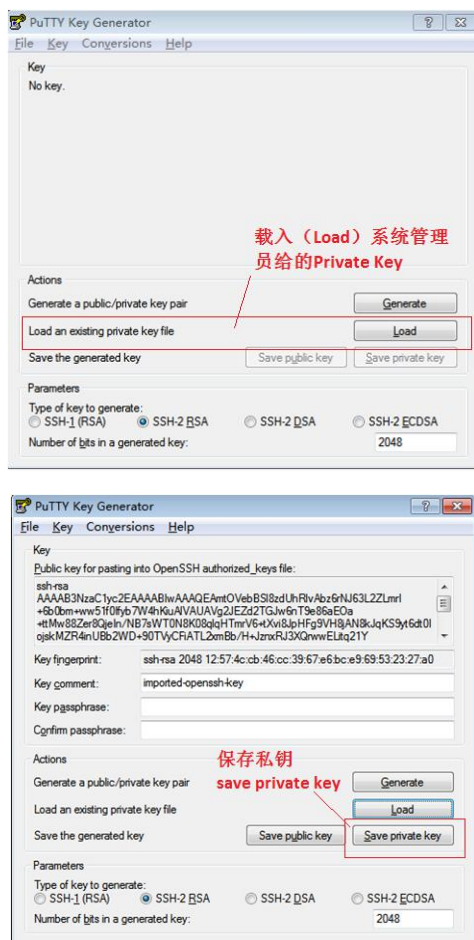 PuTTY Key Generator
File Key Conversions Help
Key
No key.
载入（Load）系统管理
员给的Private Key
Actions
Generate a public/private key pair
Generate
Load an existing private key file
Load
Save the generated key
Save public key
Save private key
Parameters
Type of key to generate:
SSH-1 (RSA) SSH-2 RSA SSH-2 DSA SSH-2 ECDSA
Number of bits in a generated key:
2048
PuTTY Key Generator
File Key Conversions Help
Key
Public key for pasting into OpenSSH authorized_keys file:
ssh-rsa
Key fingerprint:
ssh-rsa 2048 12:57:4c:cb:46:cc:39:67:e6:bc:e9:69:53:23:27:a0
Key comment:
imported-openssh-key
Key passphrase:
Confirm passphrase:
Actions
保存私钥
save private key
Generate a public/private key pair
Generate
Load an existing private key file
Load
Save the generated key
Save public key
Save private key
Parameters
Type of key to generate:
SSH-1 (RSA) SSH-2 RSA SSH-2 DSA SSH-2 ECDSA
Number of bits in a generated key:
2048